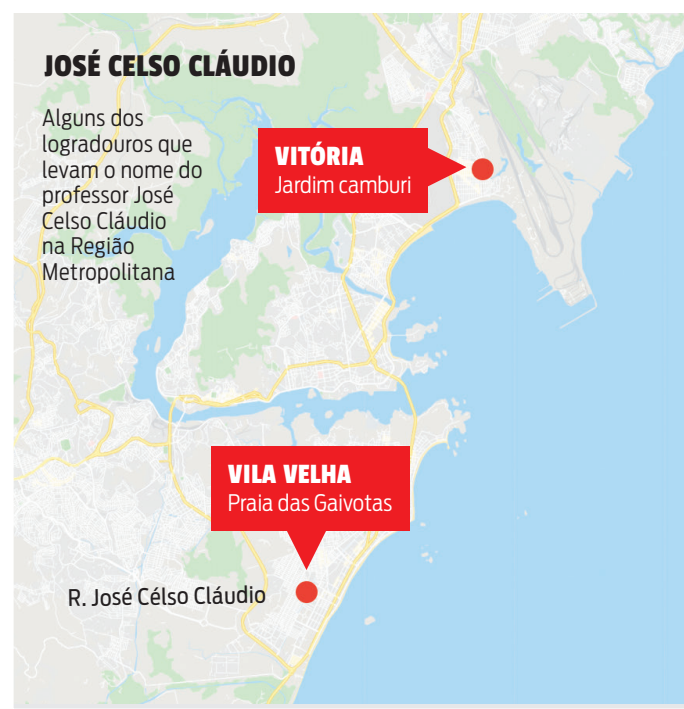 JOSÉ CELSO CLÁUDIO
Alguns dos
logradouros que
levam o nome do
professor José
Celso Cláudio
na Região
Metropolitana
VITÓRIA
Jardim camburi
VILA VELHA
Praia das Gaivotas
R. José Célso Cláudio